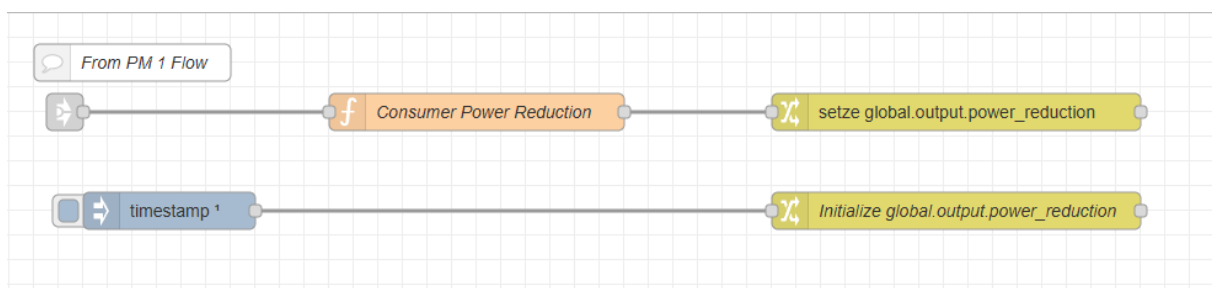 From PM 1 Flow
Consumer Power Reduction
setze global.output.power_reduction
timestamp ¹
Initialize global.output.power_reduction